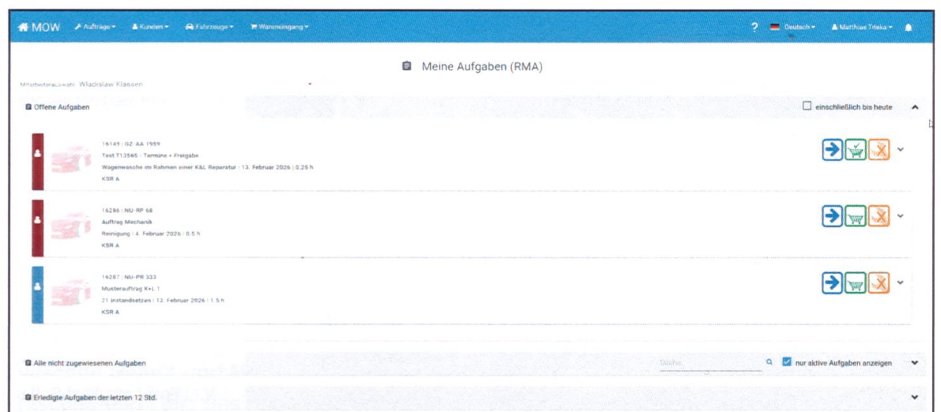 MOW Aufträge Kunden Fahrzeuge Wareneingang ? Deutsch Matthias
Meine Aufgaben (RMA)
Mitarbeiterauswahl Wladislaw Klassen
Offene Aufgaben einschließlich bis heute
16149 | GZ-AA 1959
Test T13565 | Termine + Freigabe
Wagenwäsche im Rahmen einer K&L Reparatur | 13. Februar 2026 | 0.25 h
KSR A
16286 | NU-RP 68
Auftrag Mechanik
Reinigung | 4. Februar 2026 | 0.5 h
KSR A
16287 | NU-PR 333
Musterauftrag K+L 1
21 instandsetzen | 13. Februar 2026 | 1.5 h
KSR A
Alle nicht zugewiesenen Aufgaben Suche nur aktive Aufgaben anzeigen
Erledigte Aufgaben der letzten 12 Std.